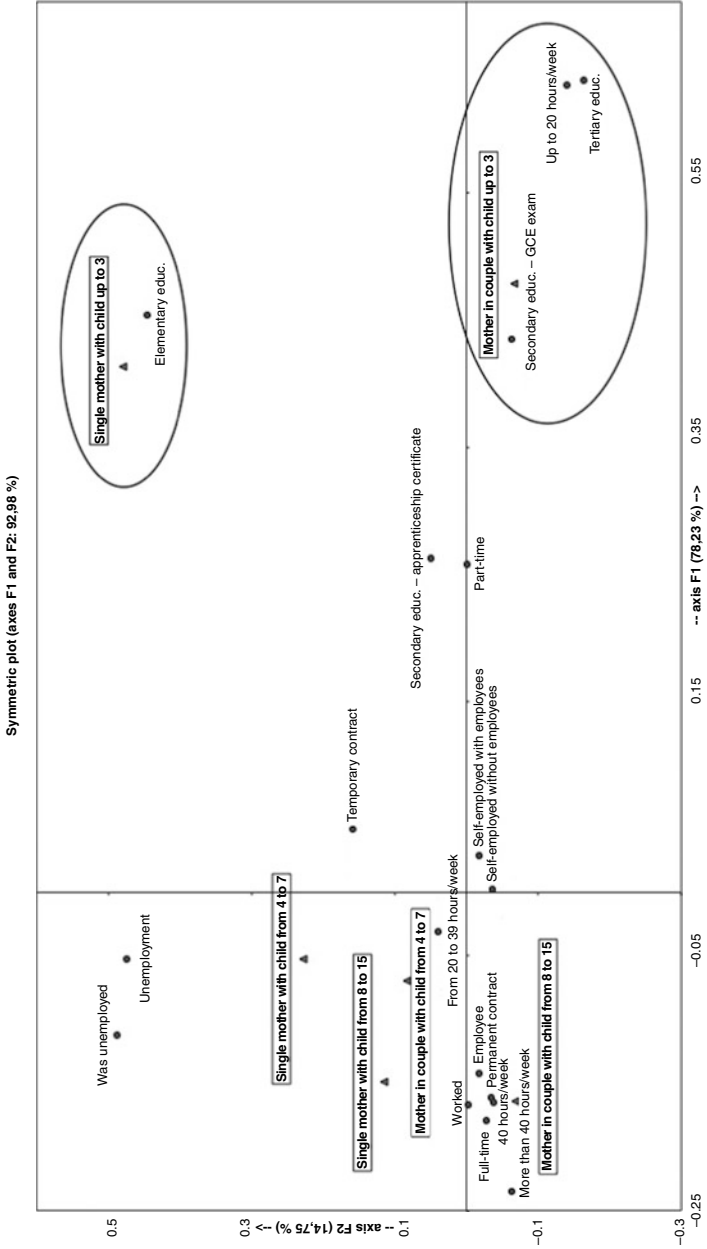 Symmetric plot (axes F1 and F2: 92,98 %)
-- axis F2 (14,75 %) -->
0.5
0.3
0.1
–0.1
–0.3
Was unemployed
Unemployment
Single mother with child up to 3
Elementary educ.
Single mother with child from 4 to 7
Temporary contract
Single mother with child from 8 to 15
Mother in couple with child from 4 to 7
From 20 to 39 hours/week
Secondary educ. – apprenticeship certificate
Part-time
Worked
Employee
Full-time
Permanent contract
40 hours/week
More than 40 hours/week
Mother in couple with child from 8 to 15
Self-employed with employees
Self-employed without employees
Mother in couple with child up to 3
Secondary educ. – GCE exam
Up to 20 hours/week
Tertiary educ.
–0.25
–0.05
0.15
0.35
0.55
-- axis F1 (78,23 %) -->